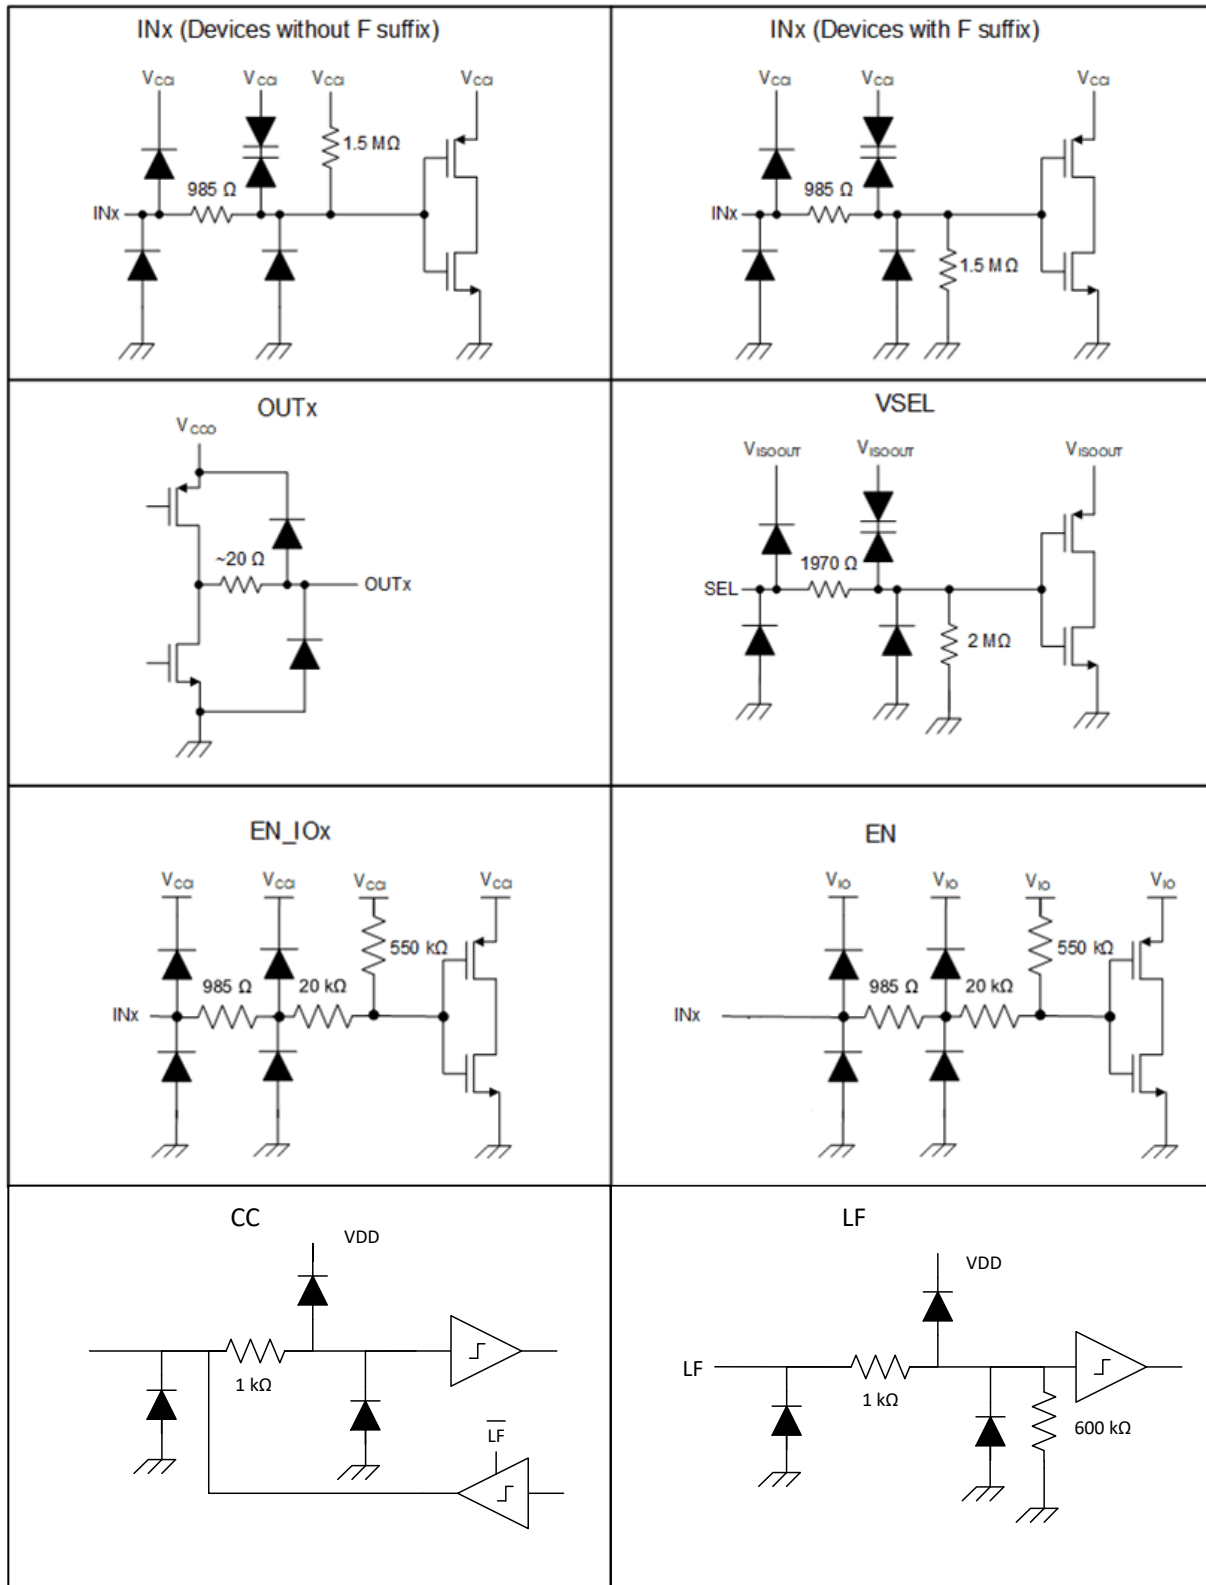 INx (Devices without F suffix)
VCCI VCCI VCCI VCCI
1.5 MΩ
985 Ω
INx
INx (Devices with F suffix)
VCCI VCCI VCCI
985 Ω
INx
1.5 MΩ
OUTx
VCCO
~20 Ω
OUTx
VSEL
VISOOUT VISOOUT VISOOUT
1970 Ω
SEL
2 MΩ
EN_IOx
VCCI VCCI VCCI VCCI
550 kΩ
985 Ω 20 kΩ
INx
EN
VIO VIO VIO VIO
550 kΩ
985 Ω 20 kΩ
INx
CC
VDD
1 kΩ
LF
LF
VDD
LF
1 kΩ
600 kΩ